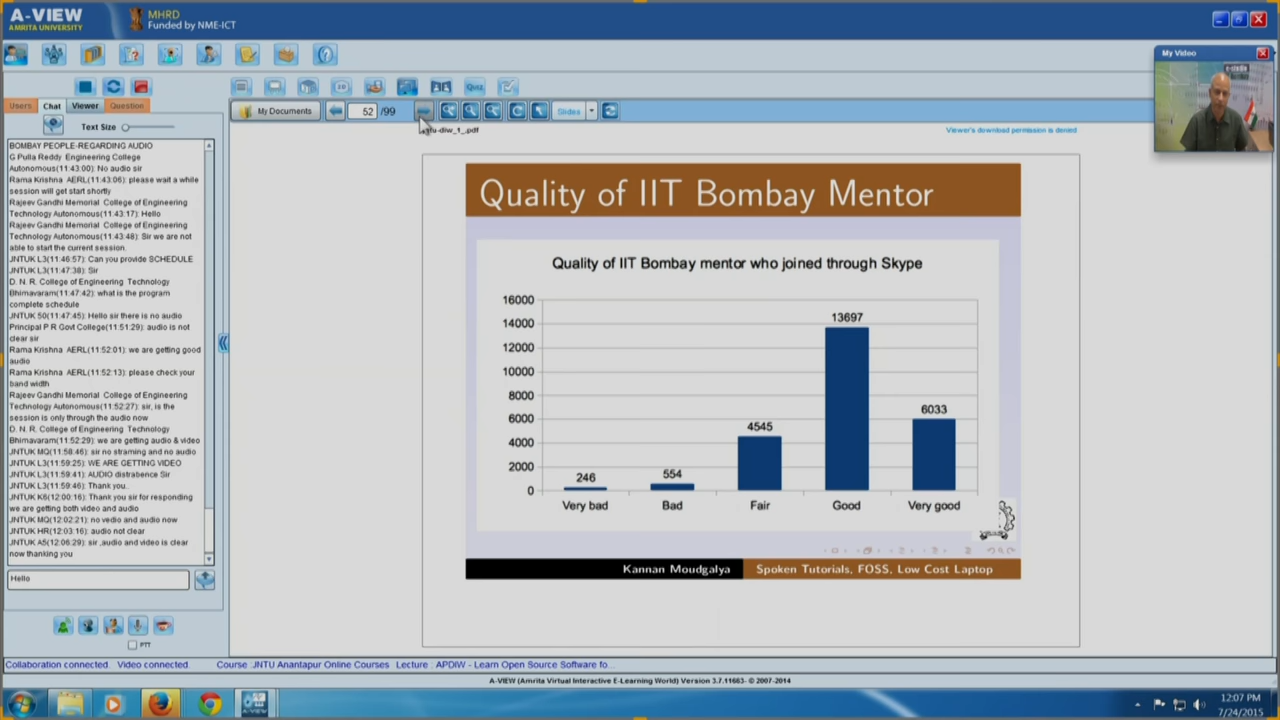 A-VIEW
AMRITA UNIVERSITY
MHRD
Funded by NME-ICT
My Video
Quiz
Users
Chat
Viewer
Question
My Documents
52 /99
Slides
Text Size
Viewer's download permission is denied
BOMBAY PEOPLE-REGARDING AUDIO
G Pulla Reddy Engineering College
Autonomous(11:43:00): No audio sir
Rama Krishna AERL(11:43:06): please wait a while
session will get start shortly
Rajeev Gandhi Memorial College of Engineering
Technology Autonomous(11:43:17): Hello
Rajeev Gandhi Memorial College of Engineering
Technology Autonomous(11:43:48): Sir we are not
able to start the current session.
JNTUK L3(11:46:57): Can you provide SCHEDULE
JNTUK L3(11:47:38): Sir
D. N. R. College of Engineering Technology
Bhimavaram(11:47:42): what is the program
complete schedule
JNTUK 50(11:47:45): Hello sir there is no audio
Principal P R Govt College(11:51:29): audio is not
clear sir
Rama Krishna AERL(11:52:01): we are getting good
audio
Rama Krishna AERL(11:52:13): please check your
band width
Rajeev Gandhi Memorial College of Engineering
Technology Autonomous(11:52:27): sir, is the
session is only through the audio now
D. N. R. College of Engineering Technology
Bhimavaram(11:52:29): we are getting audio & video
JNTUK MQ(11:58:46): sir no straming and no audio
JNTUK L3(11:59:25): WE ARE GETTING VIDEO
JNTUK L3(11:59:41): AUDIO distrabence Sir
JNTUK L3(11:59:46): Thank you..
JNTUK K6(12:00:16): Thank you sir for responding
we are getting both video and audio
JNTUK MQ(12:02:21): no vedio and audio now
JNTUK HR(12:03:16): audio not clear
JNTUK A5(12:06:29): sir ,audio and video is clear
now thanking you
Hello
PTT
Quality of IIT Bombay Mentor
Quality of IIT Bombay mentor who joined through Skype
16000
14000
12000
10000
8000
6000
4000
2000
0
246
554
4545
13697
6033
Very bad
Bad
Fair
Good
Very good
Kannan Moudgalya
Spoken Tutorials, FOSS, Low Cost Laptop
Collaboration connected Video connected Course : JNTU Anantapur Online Courses Lecture : APDIW - Learn Open Source Software fo...
A-VIEW (Amrita Virtual Interactive E-Learning World) Version 3.7.11663- © 2007-2014
A-VIEW
12:07 PM
7/24/2015